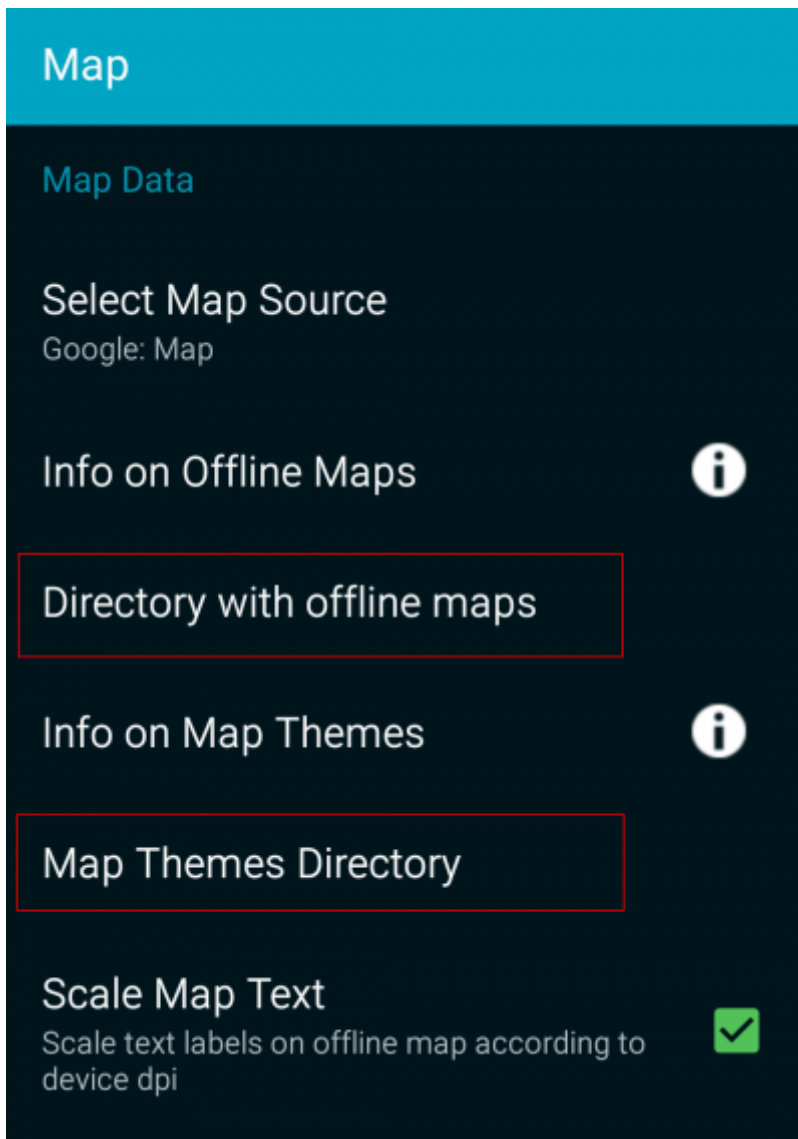 Map
Map Data
Select Map Source
Google: Map
Info on Offline Maps
Directory with offline maps
Info on Map Themes
Map Themes Directory
Scale Map Text
Scale text labels on offline map according to
device dpi